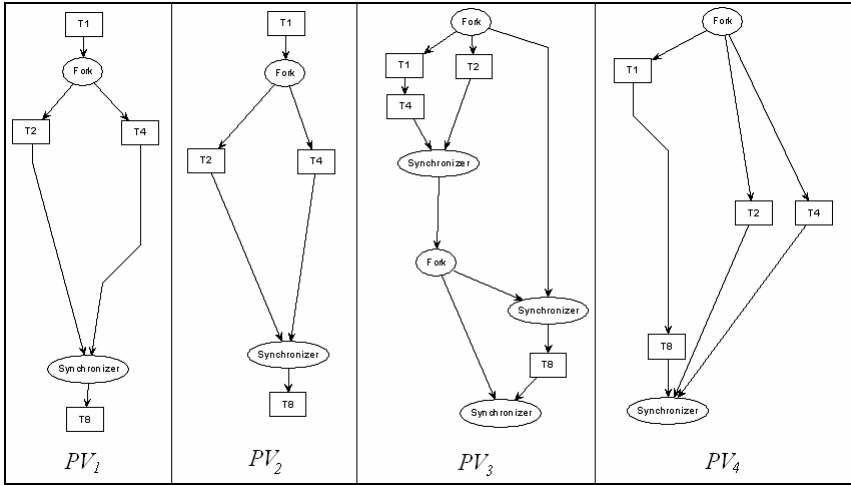 T1
Fork
T2
T4
Synchronizer
T8
PV1
T1
Fork
T2
T4
Synchronizer
T8
PV2
Fork
T1
T2
T4
Synchronizer
Fork
Synchronizer
T8
Synchronizer
PV3
Fork
T1
T2
T4
T8
Synchronizer
PV4